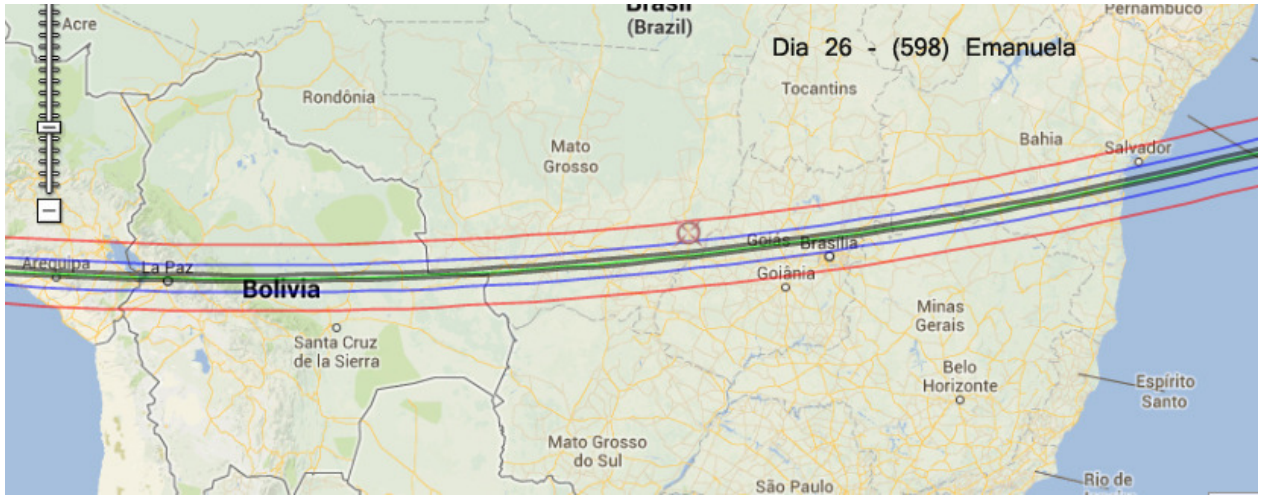 Acre
Brasil
(Brazil)
Pernambuco
Dia 26 - (598) Emanuela
Tocantins
Rondônia
Mato
Grosso
Bahia
Salvador
Arequipa
La Paz
Bolivia
Goiás
Brasília
Goiânia
Santa Cruz
de la Sierra
Minas
Gerais
Belo
Horizonte
Espírito
Santo
Mato Grosso
do Sul
São Paulo
Rio de